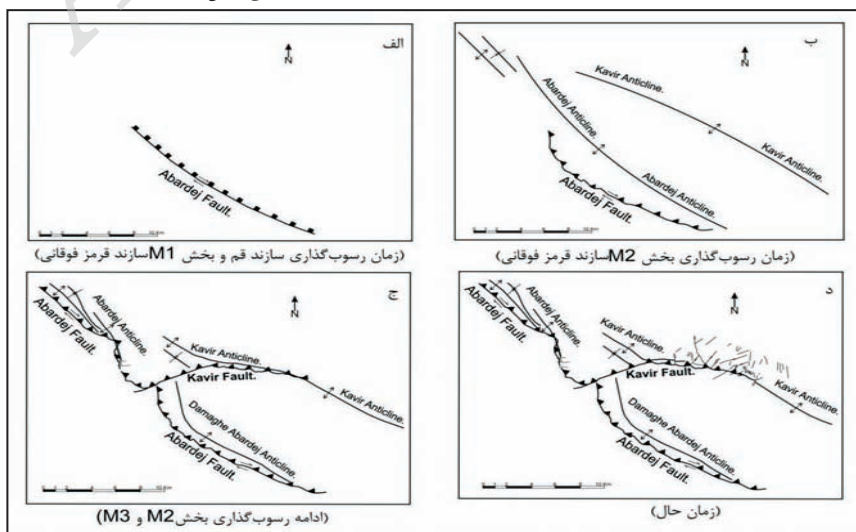 الف
N
Abardej Fault.
(زمان رسوب‌گذاری سازند قم و بخش M1سازند قرمز فوقانی)
ب
N
Kavir Anticline.
Kavir Anticline.
Abardej Anticline.
Abardej Anticline.
Abardej Fault.
(زمان رسوب‌گذاری بخش M2سازند قرمز فوقانی)
ج
N
Abardej Anticline.
Abardej Fault.
Kavir Anticline.
Kavir Fault.
Kavir Anticline.
Damaghe Abardej Anticline.
Abardej Fault.
(ادامه رسوب‌گذاری بخش M2 و M3)
د
N
Abardej Anticline.
Abardej Fault.
Kavir Anticline.
Kavir Fault.
Kavir Anticline.
Damaghe Abardej Anticline.
Abardej Fault.
(زمان حال)